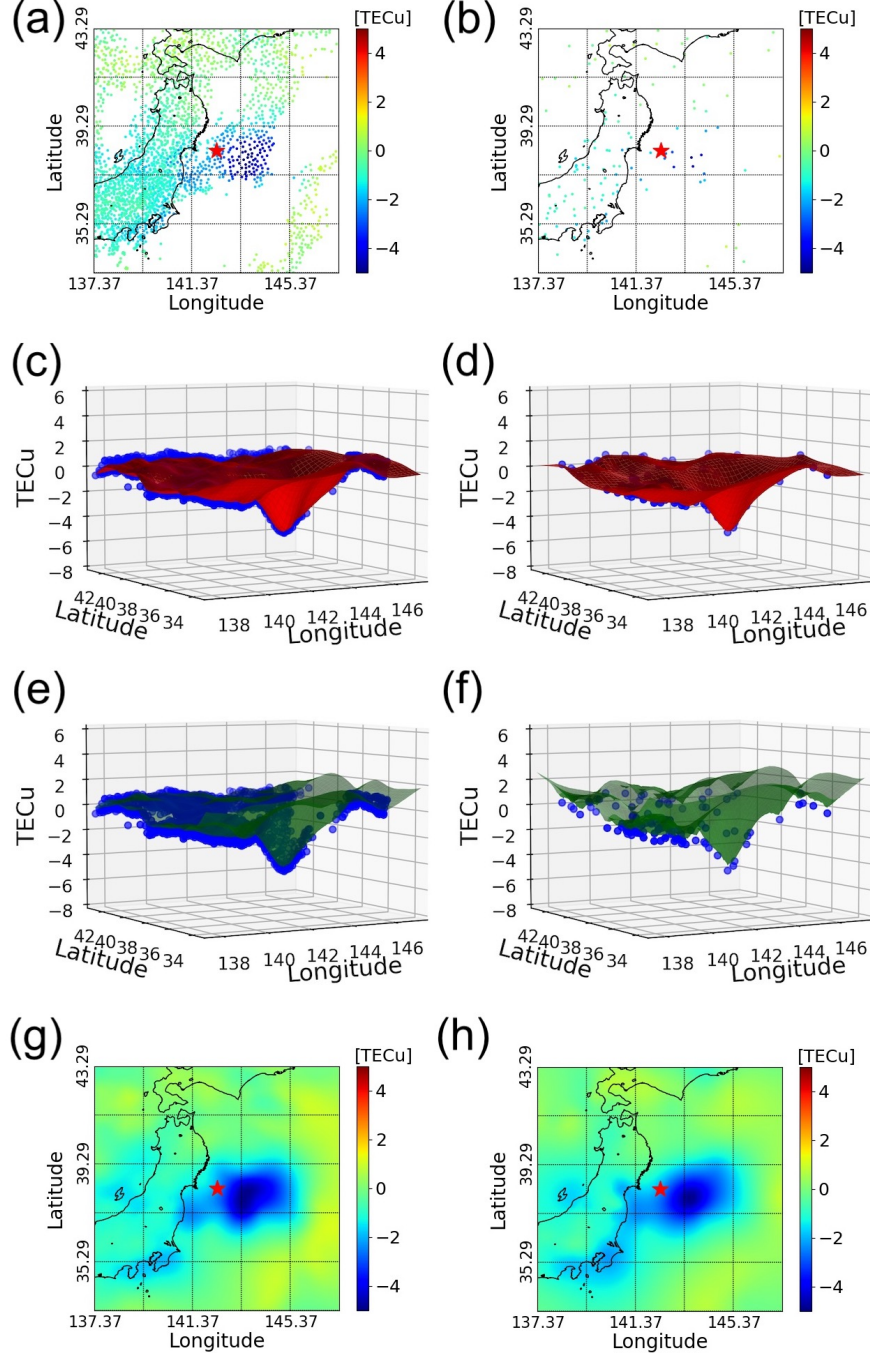 (a)
[TECu]
43.29
39.29
35.29
Latitude
137.37 141.37 145.37
Longitude
4
2
0
−2
−4
(b)
[TECu]
43.29
39.29
35.29
Latitude
137.37 141.37 145.37
Longitude
4
2
0
−2
−4
(c)
6
4
2
0
−2
−4
−6
−8
TECu
42 40 38 36 34
Latitude
138 140 142 144 146
Longitude
(d)
6
4
2
0
−2
−4
−6
−8
TECu
42 40 38 36 34
Latitude
138 140 142 144 146
Longitude
(e)
6
4
2
0
−2
−4
−6
−8
TECu
42 40 38 36 34
Latitude
138 140 142 144 146
Longitude
(f)
6
4
2
0
−2
−4
−6
−8
TECu
42 40 38 36 34
Latitude
138 140 142 144 146
Longitude
(g)
[TECu]
43.29
39.29
35.29
Latitude
137.37 141.37 145.37
Longitude
4
2
0
−2
−4
(h)
[TECu]
43.29
39.29
35.29
Latitude
137.37 141.37 145.37
Longitude
4
2
0
−2
−4